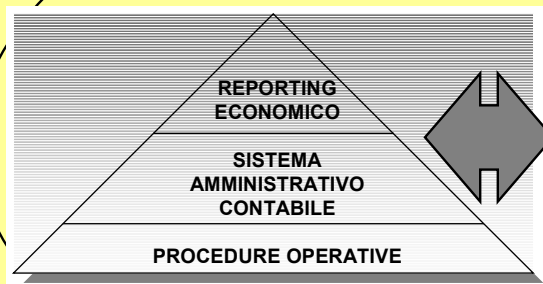 REPORTING
ECONOMICO
SISTEMA
AMMINISTRATIVO
CONTABILE
PROCEDURE OPERATIVE